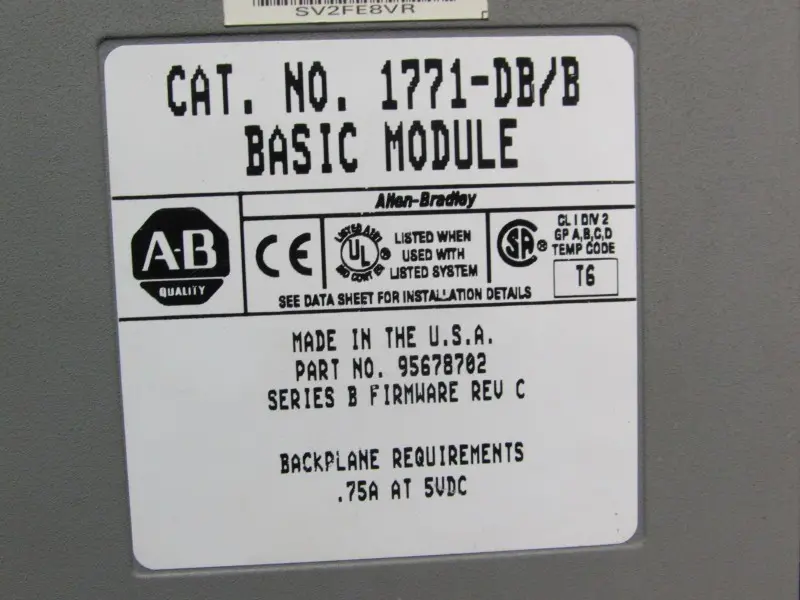 SV2FE8VR
CAT. NO. 1771-DB/B
BASIC MODULE
Allen-Bradley
A-B
QUALITY
CE
UL
LISTED WHEN
USED WITH
LISTED SYSTEM
SA ®
CL I DIV 2
GP A,B,C,D
TEMP CODE
T6
SEE DATA SHEET FOR INSTALLATION DETAILS
MADE IN THE U.S.A.
PART NO. 95678702
SERIES B FIRMWARE REV C
BACKPLANE REQUIREMENTS
.75A AT 5VDC